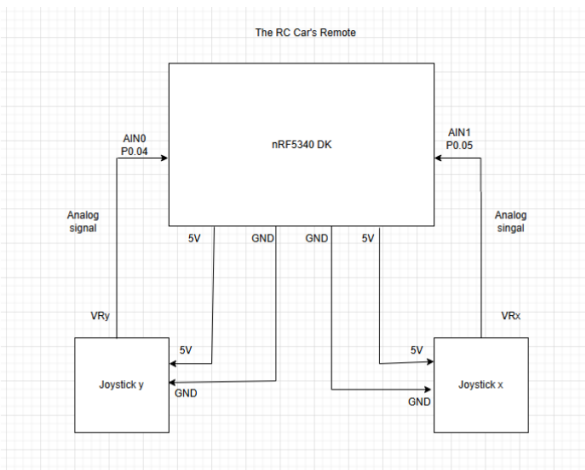 The RC Car's Remote
AIN0
P0.04
nRF5340 DK
AIN1
P0.05
Analog
signal
Analog
singal
5V
GND
GND
5V
VRy
VRx
5V
5V
Joystick y
GND
Joystick x
GND